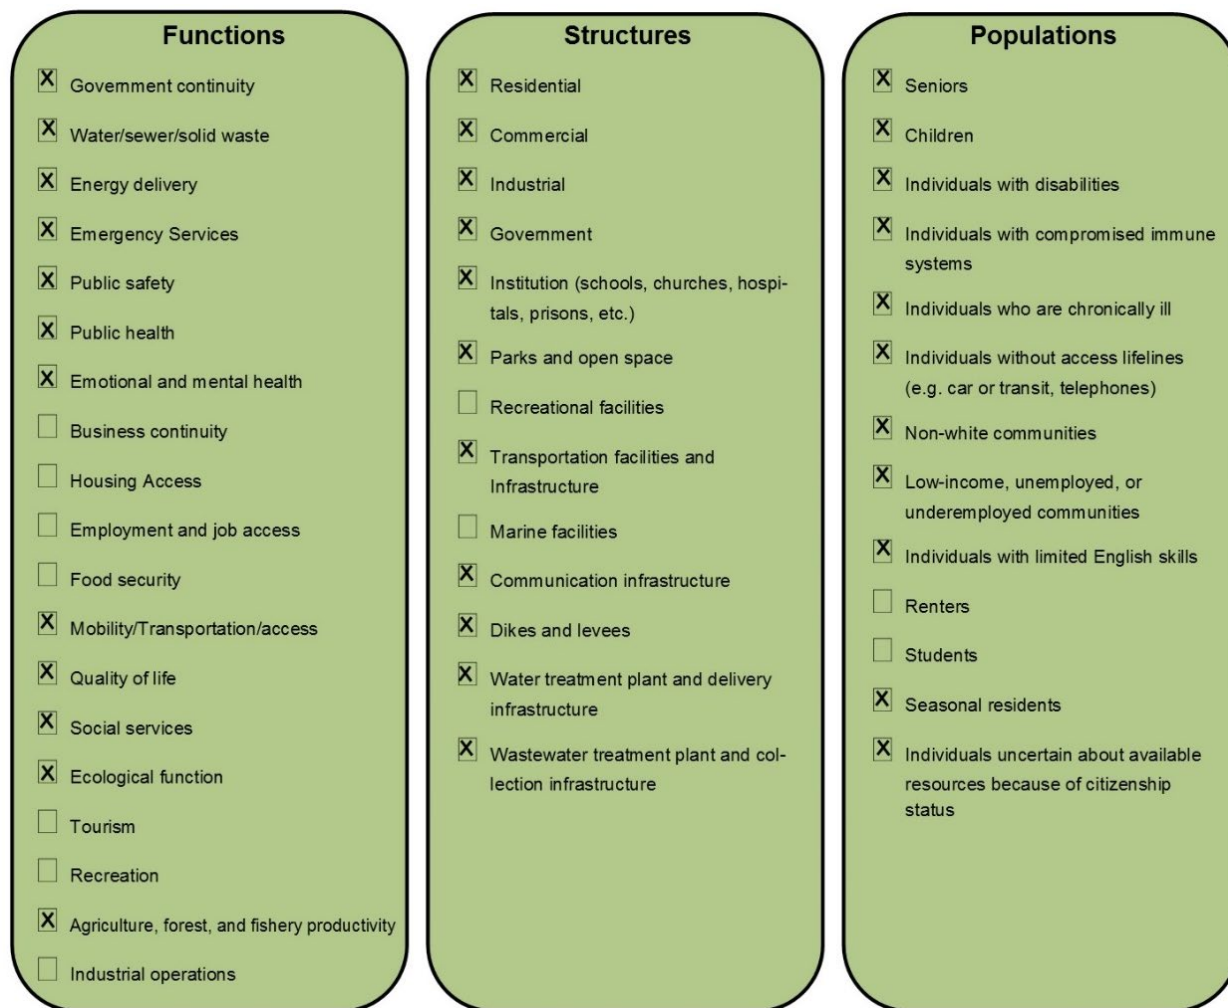 Functions
X Government continuity
X Water/sewer/solid waste
X Energy delivery
X Emergency Services
X Public safety
X Public health
X Emotional and mental health
Business continuity
Housing Access
Employment and job access
Food security
X Mobility/Transportation/access
X Quality of life
X Social services
X Ecological function
Tourism
Recreation
X Agriculture, forest, and fishery productivity
Industrial operations
Structures
X Residential
X Commercial
X Industrial
X Government
X Institution (schools, churches, hospi-
tals, prisons, etc.)
X Parks and open space
Recreational facilities
X Transportation facilities and
Infrastructure
Marine facilities
X Communication infrastructure
X Dikes and levees
X Water treatment plant and delivery
infrastructure
X Wastewater treatment plant and col-
lection infrastructure
Populations
X Seniors
X Children
X Individuals with disabilities
X Individuals with compromised immune
systems
X Individuals who are chronically ill
X Individuals without access lifelines
(e.g. car or transit, telephones)
X Non-white communities
X Low-income, unemployed, or
underemployed communities
X Individuals with limited English skills
Renters
Students
X Seasonal residents
X Individuals uncertain about available
resources because of citizenship
status